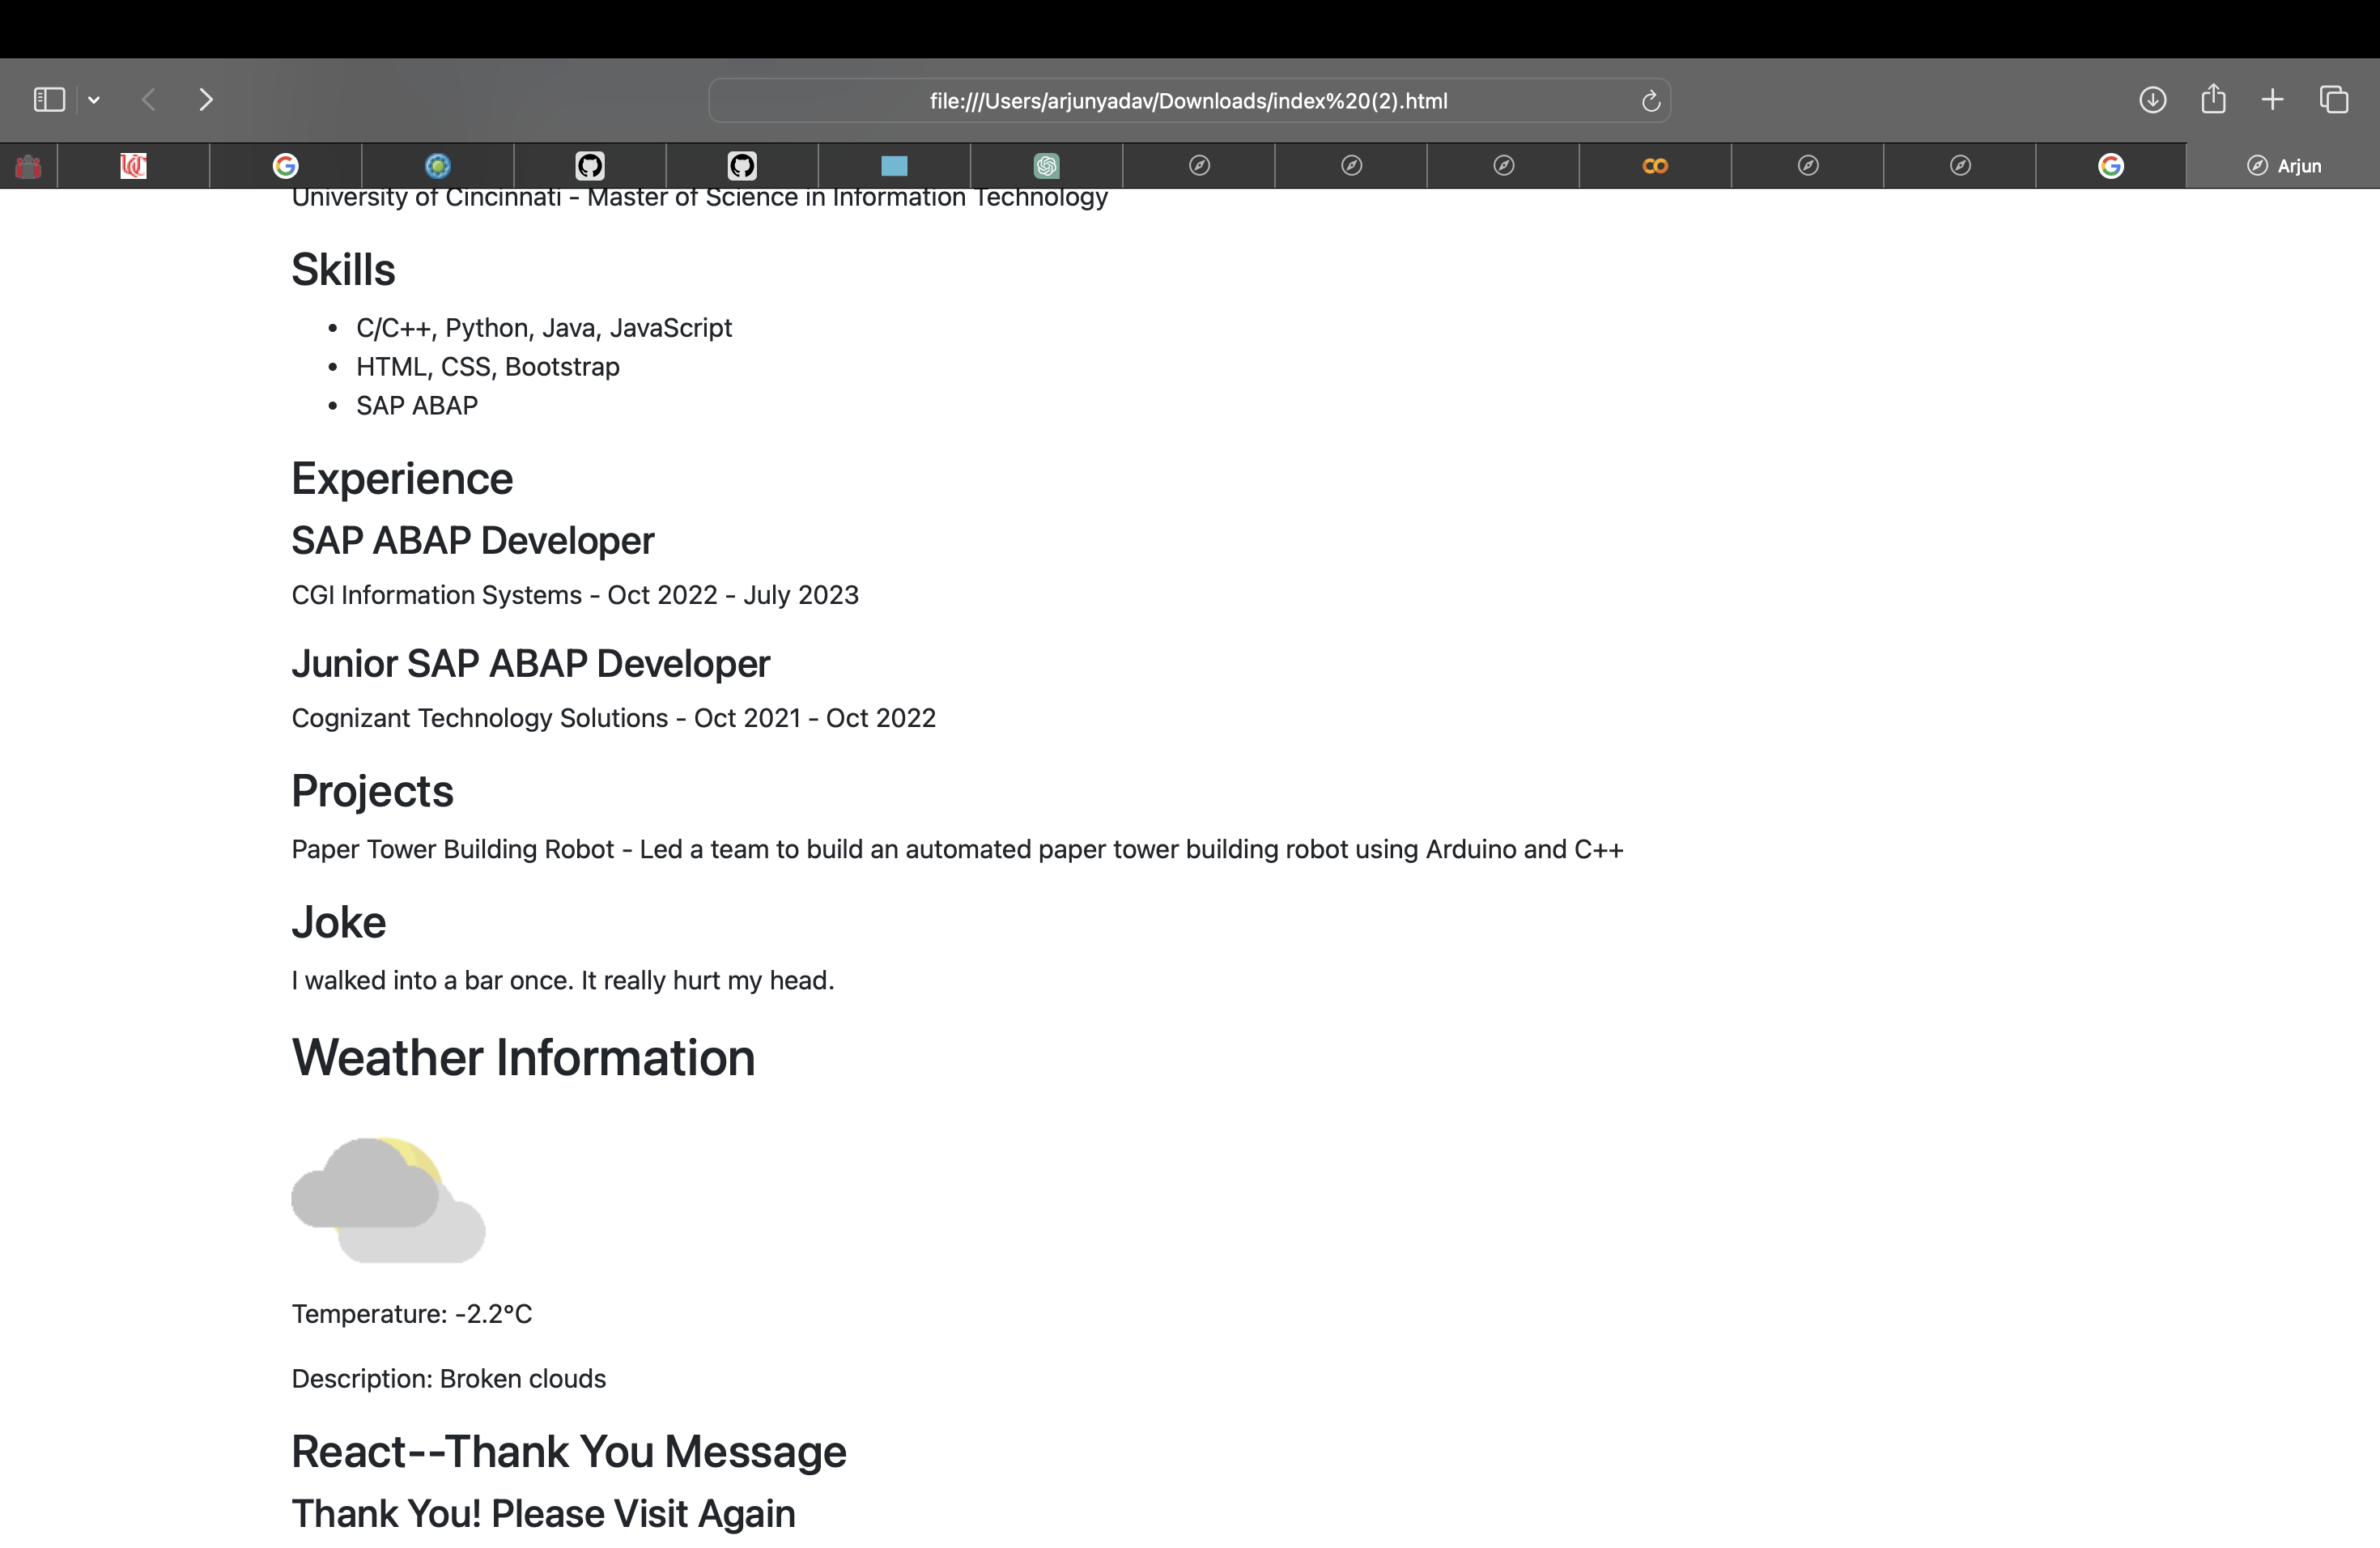 file:///Users/arjunyadav/Downloads/index%20(2).html
Arjun
University of Cincinnati - Master of Science in Information Technology
Skills
• C/C++, Python, Java, JavaScript
• HTML, CSS, Bootstrap
• SAP ABAP
Experience
SAP ABAP Developer
CGI Information Systems - Oct 2022 - July 2023
Junior SAP ABAP Developer
Cognizant Technology Solutions - Oct 2021 - Oct 2022
Projects
Paper Tower Building Robot - Led a team to build an automated paper tower building robot using Arduino and C++
Joke
I walked into a bar once. It really hurt my head.
Weather Information
Temperature: -2.2°C
Description: Broken clouds
React--Thank You Message
Thank You! Please Visit Again